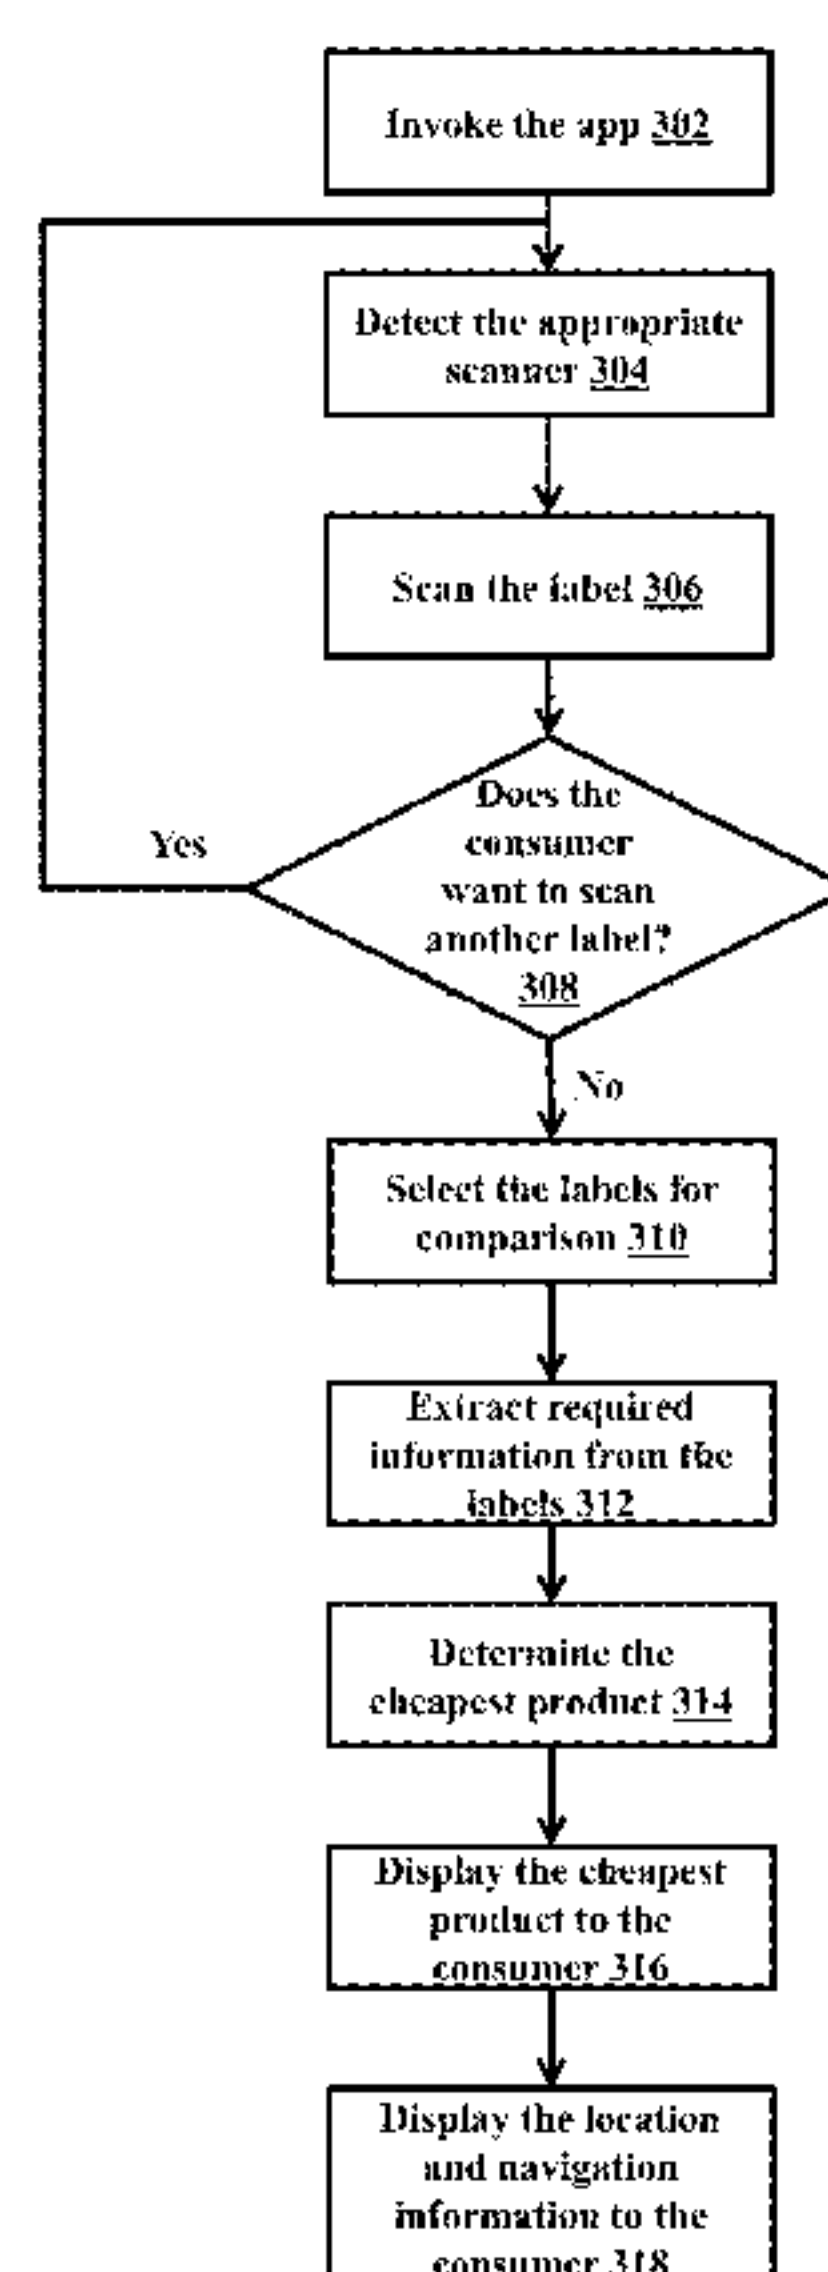 Invoke the app 302
Detect the appropriate
scanner 304
Scan the label 306
Does the
consumer
want to scan
another label?
308
Yes
No
Select the labels for
comparison 310
Extract required
information from the
labels 312
Determine the
cheapest product 314
Display the cheapest
product to the
consumer 316
Display the location
and navigation
information to the
consumer 318